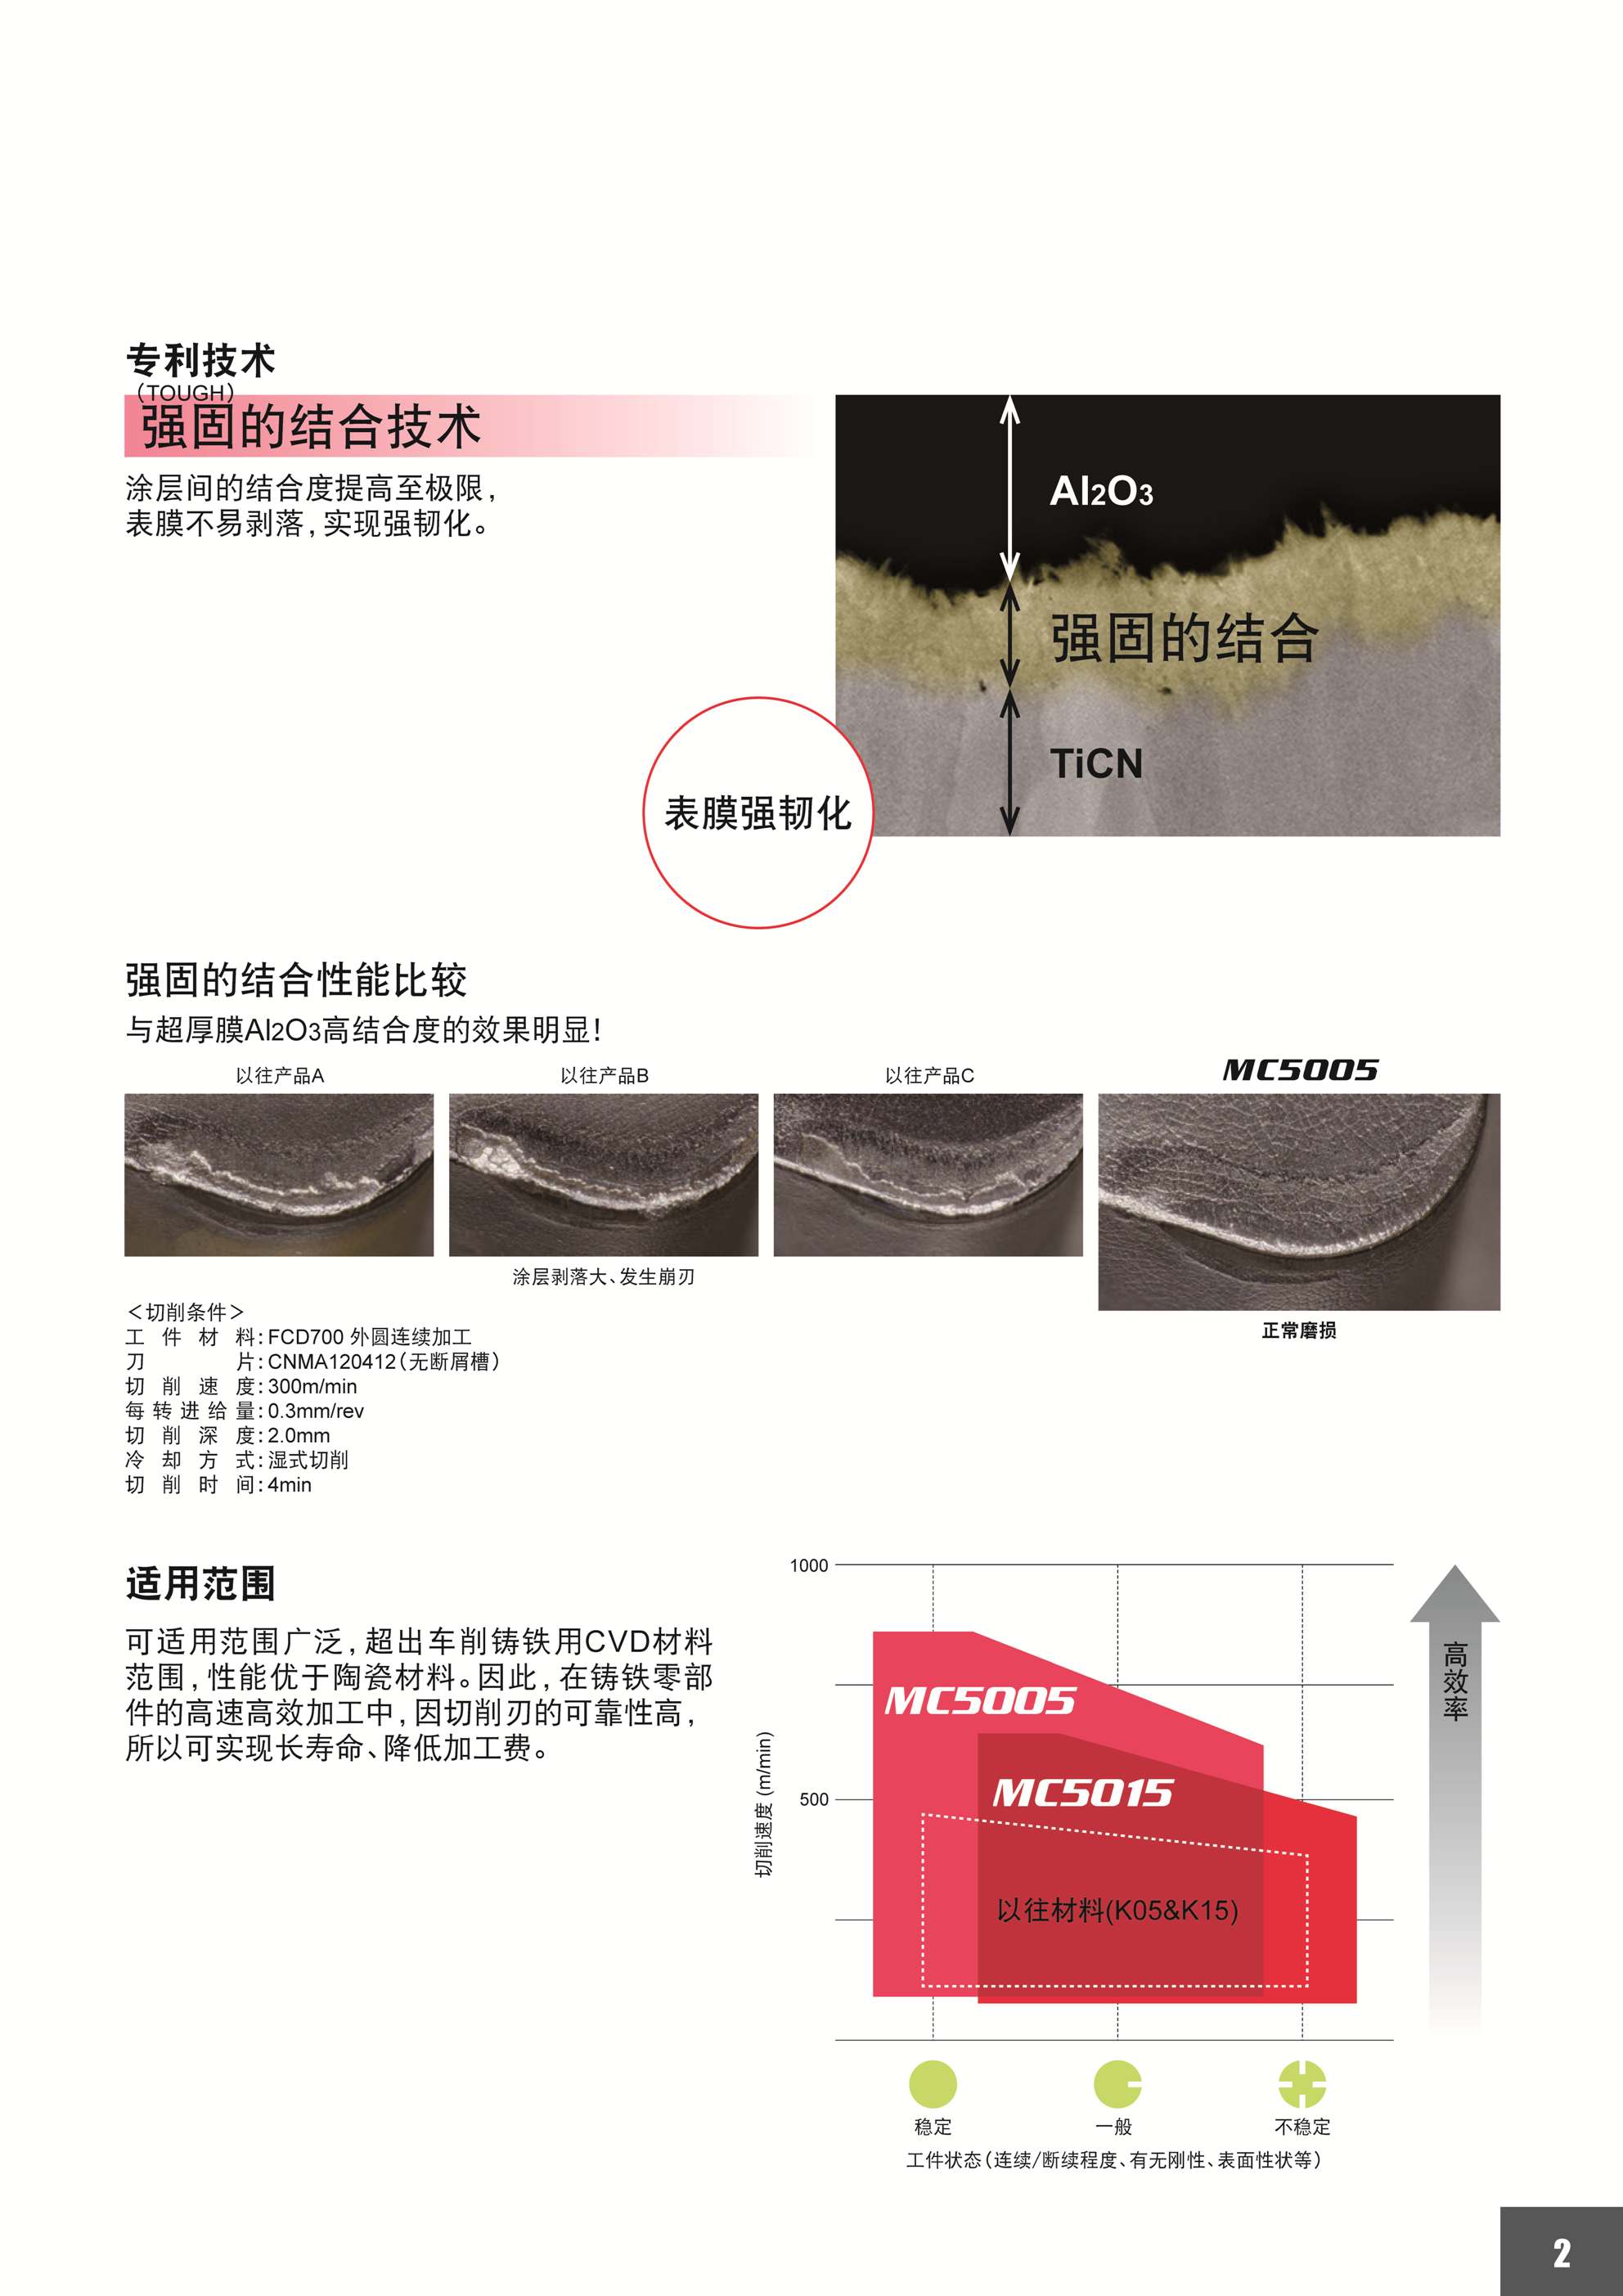 专利技术
（TOUGH）
强固的结合技术
涂层间的结合度提高至极限，
表膜不易剥落，实现强韧化。
Al2O3
强固的结合
TiCN
表膜强韧化
强固的结合性能比较
与超厚膜Al2O3高结合度的效果明显！
以往产品A
以往产品B
以往产品C
MC5005
涂层剥落大、发生崩刃
正常磨损
＜切削条件＞
工件材料：FCD700 外圆连续加工
刀片：CNMA120412（无断屑槽）
切削速度：300m/min
每转进给量：0.3mm/rev
切削深度：2.0mm
冷却方式：湿式切削
切削时间：4min
适用范围
可适用范围广泛，超出车削铸铁用CVD材料
范围，性能优于陶瓷材料。因此，在铸铁零部
件的高速高效加工中，因切削刃的可靠性高，
所以可实现长寿命、降低加工费。
1000
500
切削速度 (m/min)
MC5005
MC5015
以往材料(K05&K15)
高效率
稳定
一般
不稳定
工件状态（连续/断续程度、有无刚性、表面性状等）
2